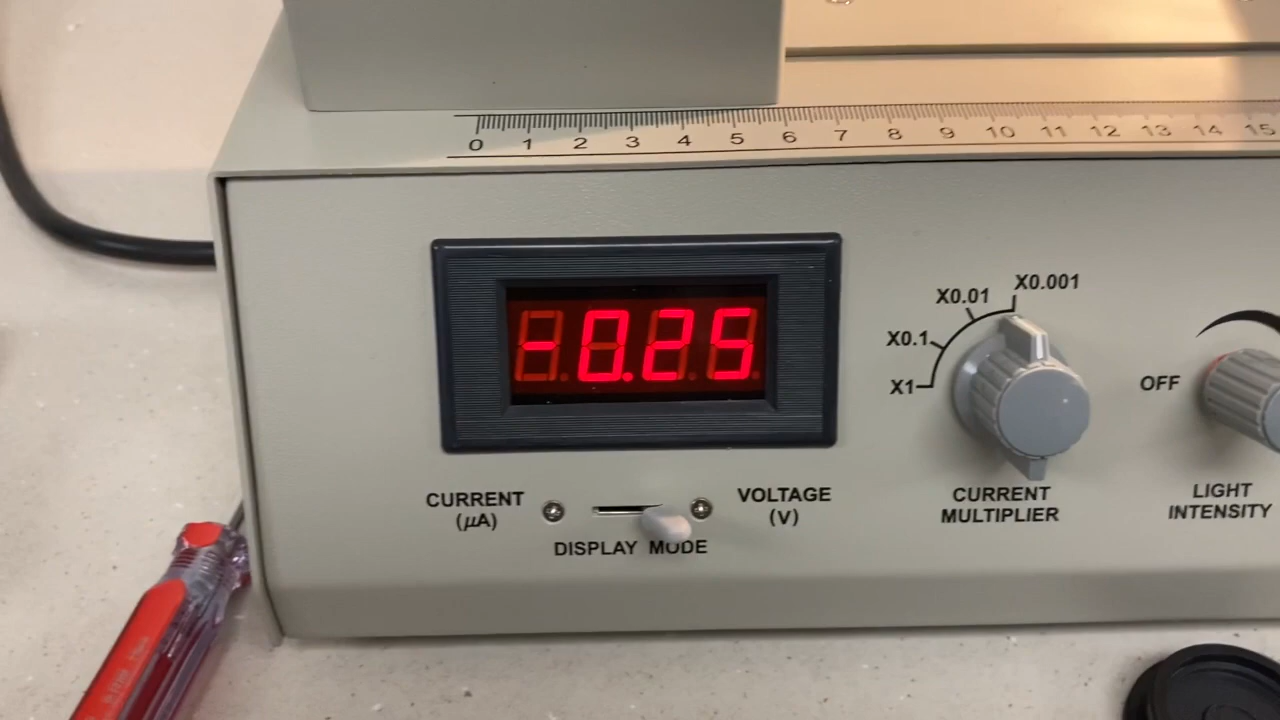 0 1 2 3 4 5 6 7 8 9 10 11 12 13 14 15
-0.25
X0.001
X0.01
X0.1
X1
OFF
CURRENT
(μA)
VOLTAGE
(V)
DISPLAY MODE
CURRENT
MULTIPLIER
LIGHT
INTENSITY